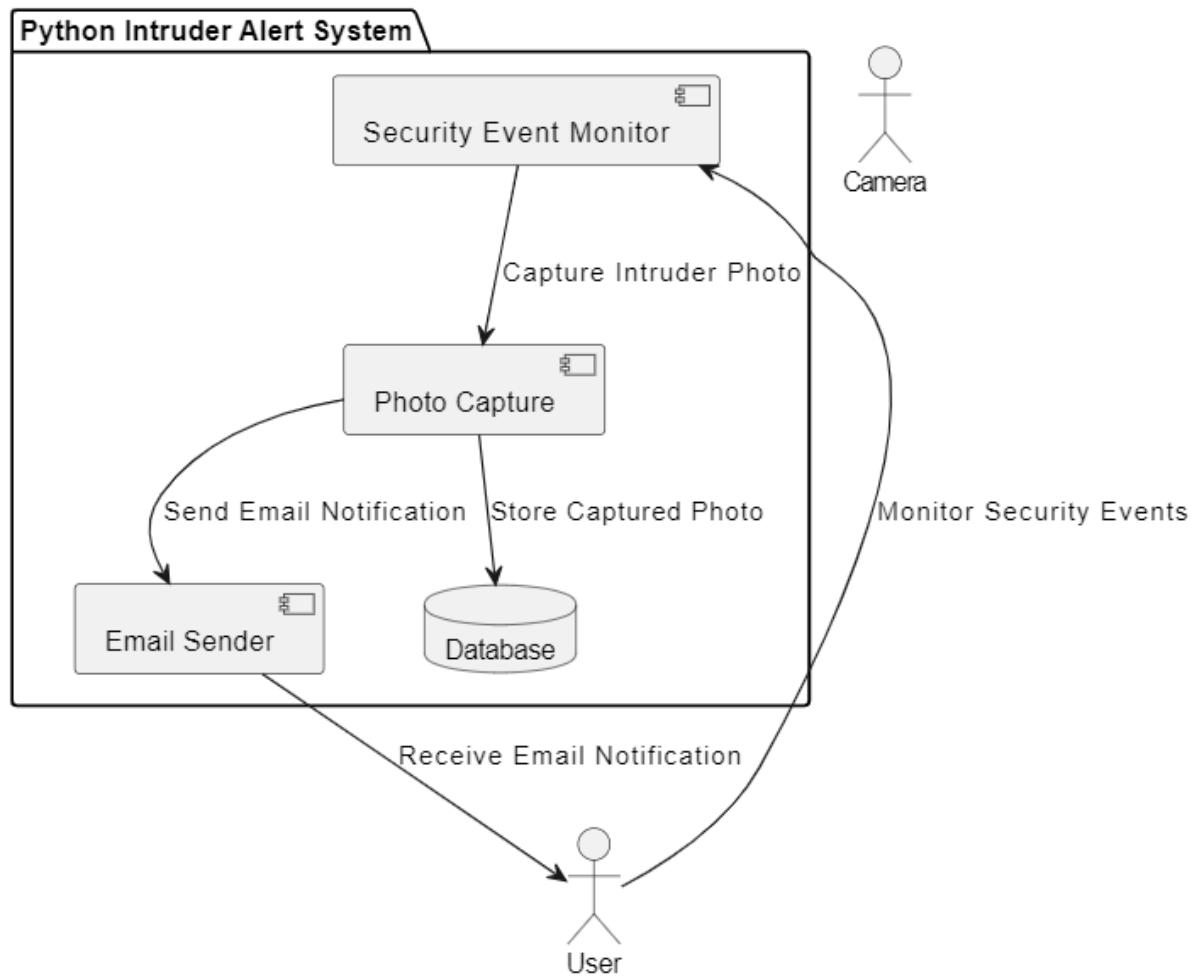 Python Intruder Alert System
Security Event Monitor
Camera
Capture Intruder Photo
Photo Capture
Send Email Notification
Store Captured Photo
Monitor Security Events
Email Sender
Database
Receive Email Notification
User